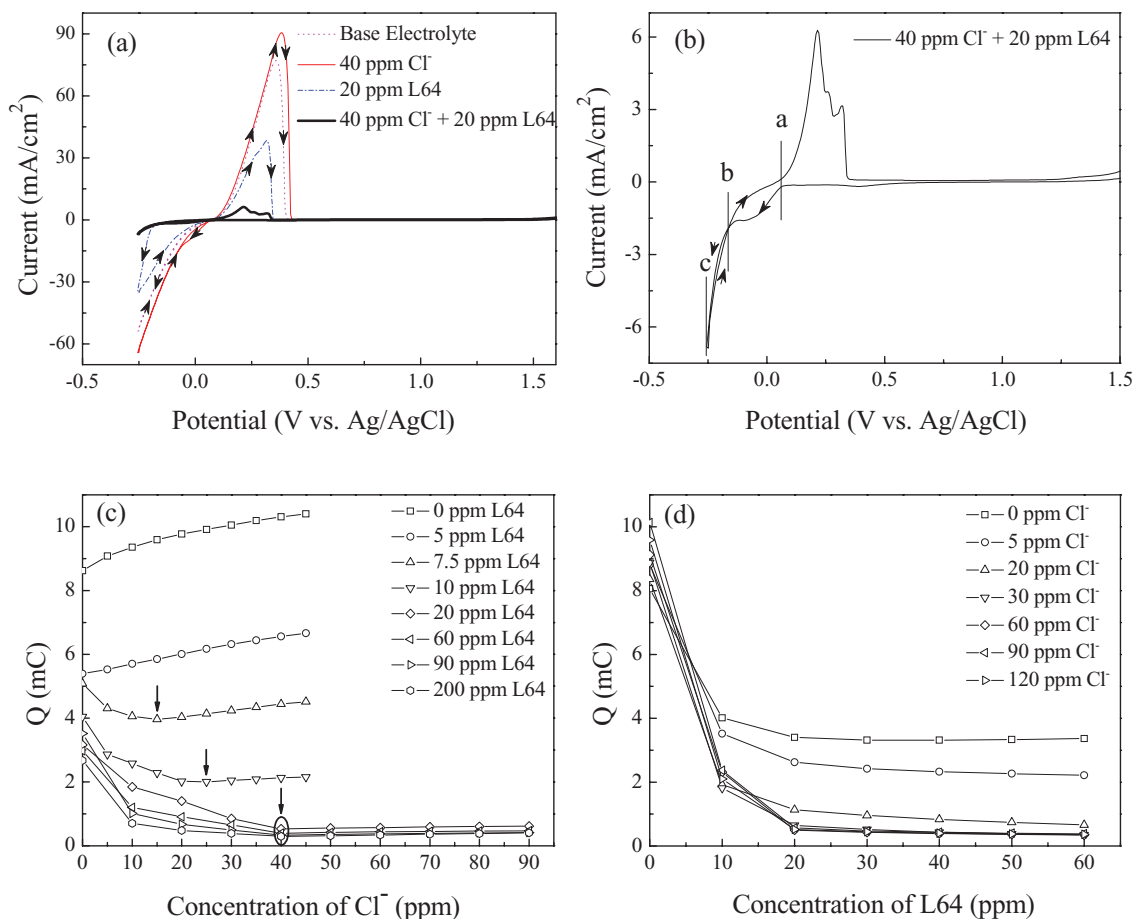 (a)
Base Electrolyte
40 ppm Cl⁻
20 ppm L64
40 ppm Cl⁻ + 20 ppm L64
90
60
30
0
-30
-60
Current (mA/cm²)
-0.5
0.0
0.5
1.0
1.5
Potential (V vs. Ag/AgCl)
(b)
40 ppm Cl⁻ + 20 ppm L64
a
b
c
6
3
0
-3
-6
Current (mA/cm²)
-0.5
0.0
0.5
1.0
1.5
Potential (V vs. Ag/AgCl)
(c)
0 ppm L64
5 ppm L64
7.5 ppm L64
10 ppm L64
20 ppm L64
60 ppm L64
90 ppm L64
200 ppm L64
10
8
6
4
2
0
Q (mC)
0 10 20 30 40 50 60 70 80 90
Concentration of Cl⁻ (ppm)
(d)
0 ppm Cl⁻
5 ppm Cl⁻
20 ppm Cl⁻
30 ppm Cl⁻
60 ppm Cl⁻
90 ppm Cl⁻
120 ppm Cl⁻
10
8
6
4
2
0
Q (mC)
0 10 20 30 40 50 60
Concentration of L64 (ppm)